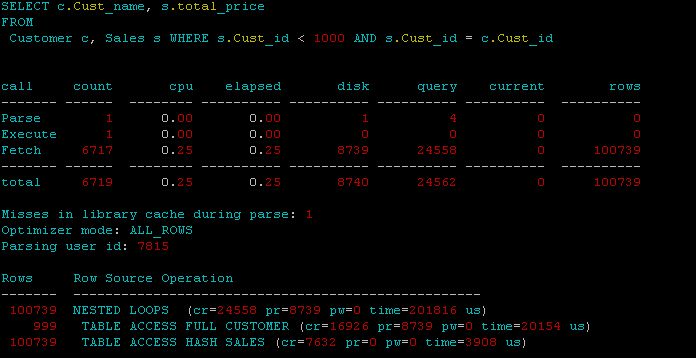 SELECT c.Cust_name, s.total_price
FROM
 Customer c, Sales s WHERE s.Cust_id < 1000 AND s.Cust_id = c.Cust_id
call     count       cpu    elapsed       disk      query    current        rows
------- ------  -------- ---------- ---------- ---------- ----------  ----------
Parse        1      0.00       0.00          1          4          0           0
Execute      1      0.00       0.00          0          0          0           0
Fetch     6717      0.25       0.25       8739      24558          0      100739
------- ------  -------- ---------- ---------- ---------- ----------  ----------
total     6719      0.25       0.25       8740      24562          0      100739
Misses in library cache during parse: 1
Optimizer mode: ALL_ROWS
Parsing user id: 7815
Rows     Row Source Operation
-------  ---------------------------------------------------
 100739  NESTED LOOPS  (cr=24558 pr=8739 pw=0 time=201816 us)
    999   TABLE ACCESS FULL CUSTOMER (cr=16926 pr=8739 pw=0 time=20154 us)
 100739   TABLE ACCESS HASH SALES (cr=7632 pr=0 pw=0 time=3908 us)